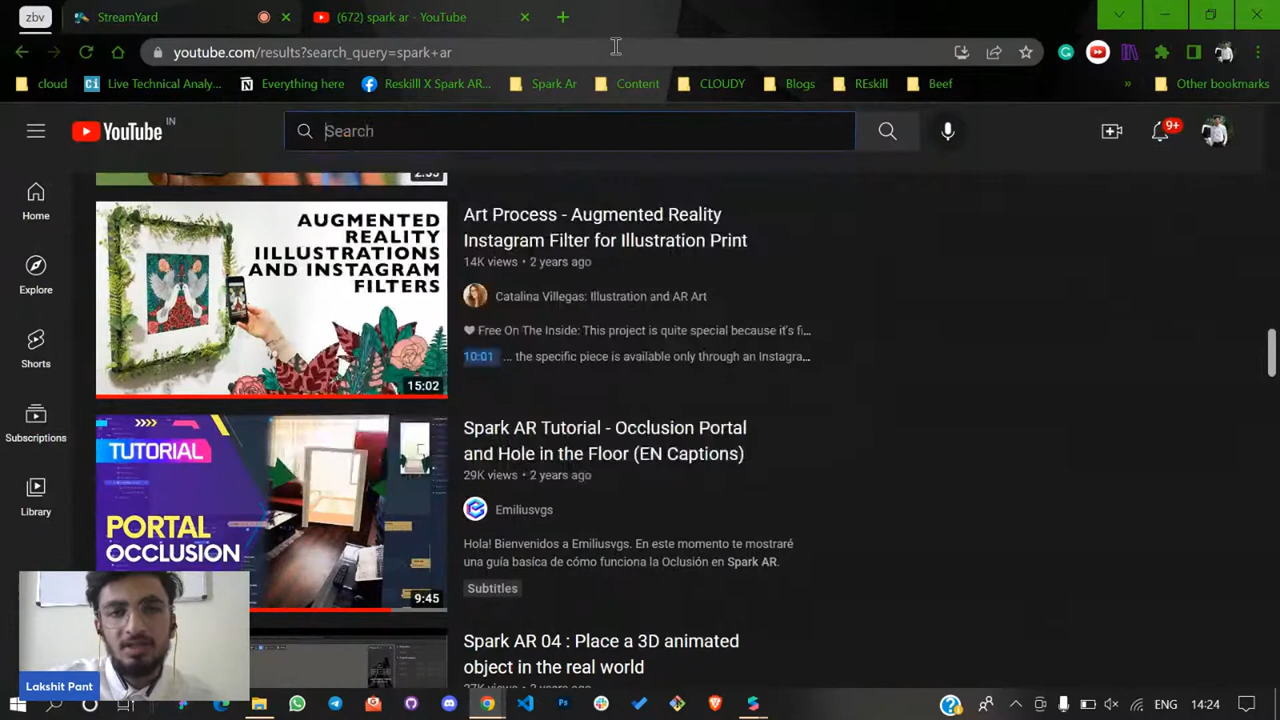 zbv
StreamYard
(672) spark ar - YouTube
youtube.com/results?search_query=spark+ar
cloud
Live Technical Analy...
Everything here
Reskilll X Spark AR...
Spark Ar
Content
CLOUDY
Blogs
REskill
Beef
»
Other bookmarks
YouTube IN
Search
9+
Home
Explore
Shorts
Subscriptions
Library
AUGMENTED
REALITY
IILLUSTRATIONS
AND INSTAGRAM
FILTERS
15:02
Art Process - Augmented Reality
Instagram Filter for Illustration Print
14K views • 2 years ago
Catalina Villegas: Illustration and AR Art
Free On The Inside: This project is quite special because it's fi...
10:01 ... the specific piece is available only through an Instagra...
TUTORIAL
PORTAL
OCCLUSION
9:45
Spark AR Tutorial - Occlusion Portal
and Hole in the Floor (EN Captions)
29K views • 2 years ago
Emiliusvgs
Hola! Bienvenidos a Emiliusvgs. En este momento te mostraré
una guía basíca de cómo funciona la Oclusión en Spark AR.
Subtitles
Spark AR 04 : Place a 3D animated
object in the real world
Lakshit Pant
ENG
14:24